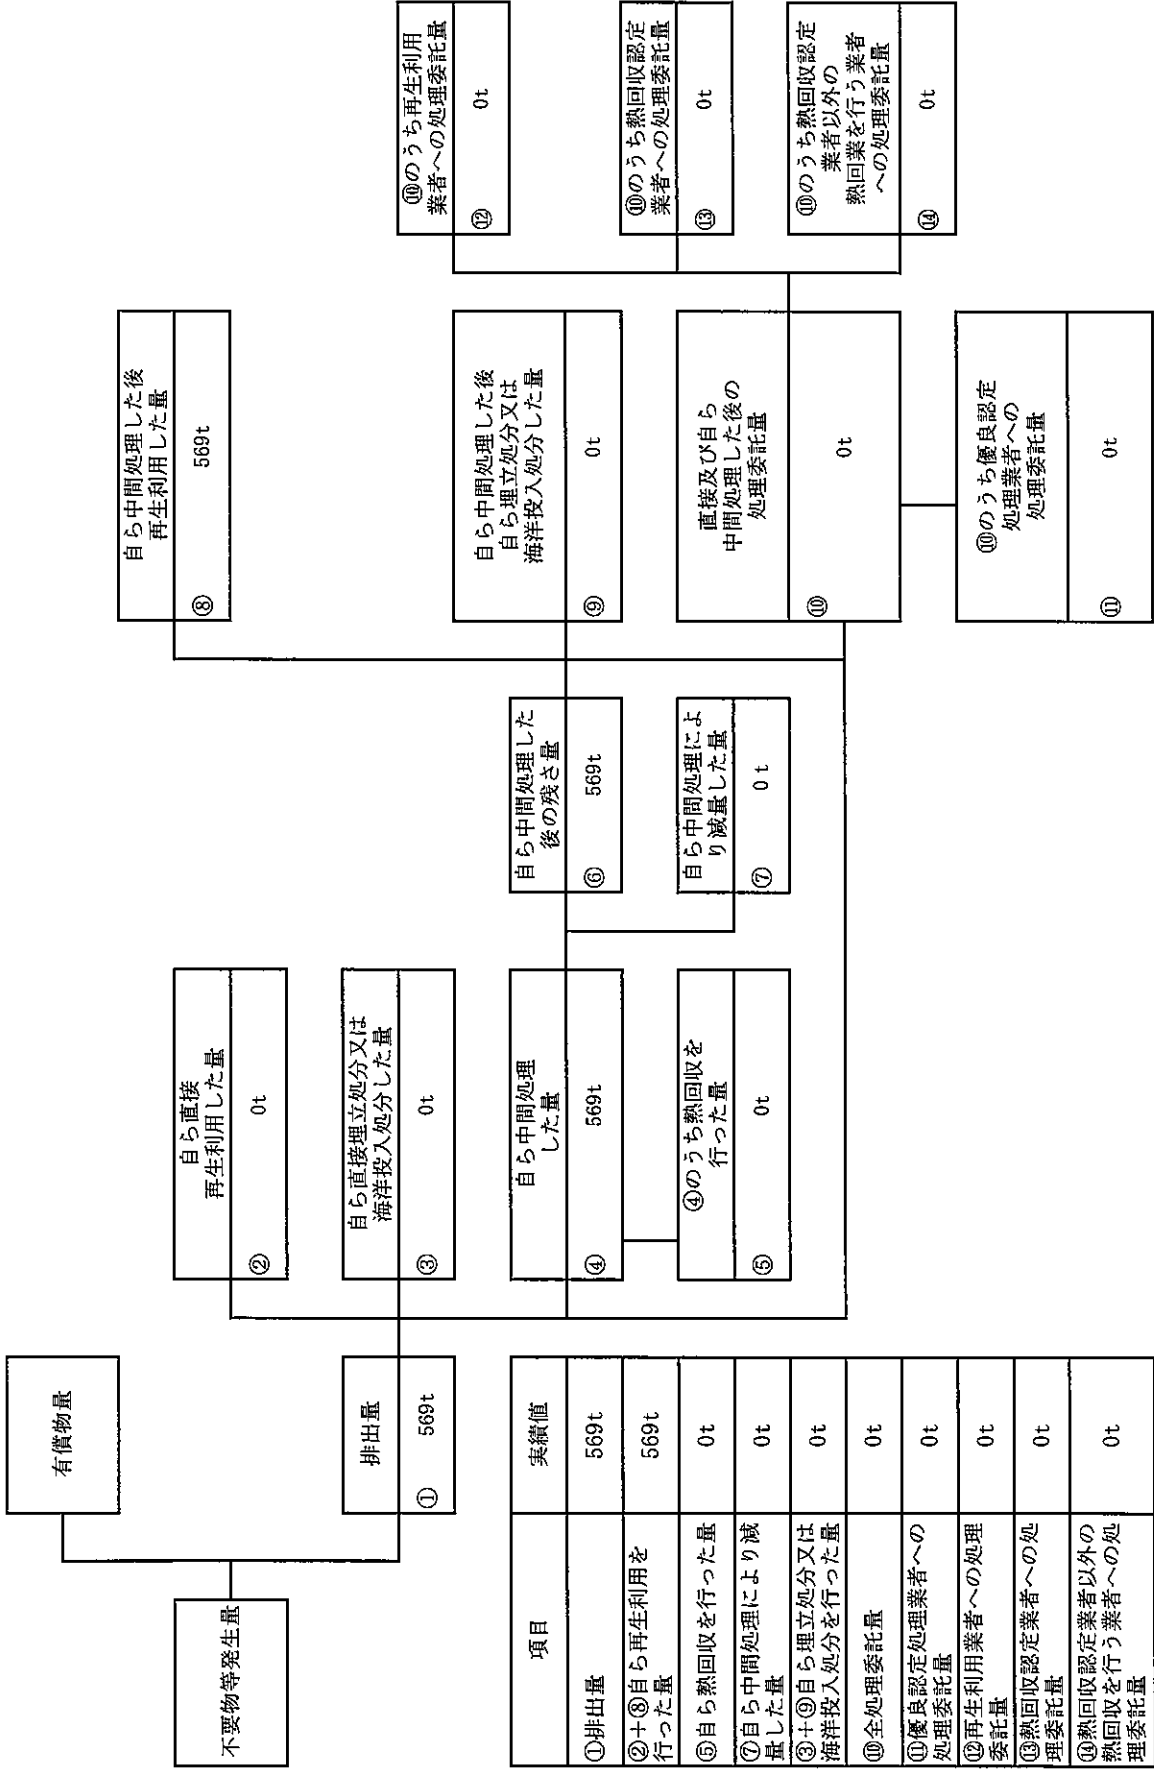 不要物等発生量
有償物量
排出量
① 569t
自ら直接
再生利用した量
② 0t
自ら直接埋立処分又は
海洋投入処分した量
③ 0t
自ら中間処理
した量
④ 569t
④のうち熱回収を
行った量
⑤ 0t
自ら中間処理した
後の残さ量
⑥ 569t
自ら中間処理によ
り減量した量
⑦ 0t
自ら中間処理した後
再生利用した量
⑧ 569t
自ら中間処理した後
自ら埋立処分又は
海洋投入処分した量
⑨ 0t
直接及び自ら
中間処理した後の
処理委託量
⑩ 0t
⑩のうち優良認定
処理業者への
処理委託量
⑪ 0t
⑩のうち再生利用
業者への処理委託量
⑫ 0t
⑩のうち熱回収認定
業者への処理委託量
⑬ 0t
⑩のうち熱回収認定
業者以外の
熱回業を行う業者
への処理委託量
⑭ 0t
項目 実績値
①排出量 569t
②+⑧自ら再生利用を
行った量 569t
⑤自ら熱回収を行った量 0t
⑦自ら中間処理により減
量した量 0t
③+⑨自ら埋立処分又は
海洋投入処分を行った量 0t
⑩全処理委託量 0t
⑪優良認定処理業者への
処理委託量 0t
⑫再生利用業者への処理
委託量 0t
⑬熱回収認定業者への処
理委託量 0t
⑭熱回収認定業者以外の
熱回収を行う業者への処
理委託量 0t